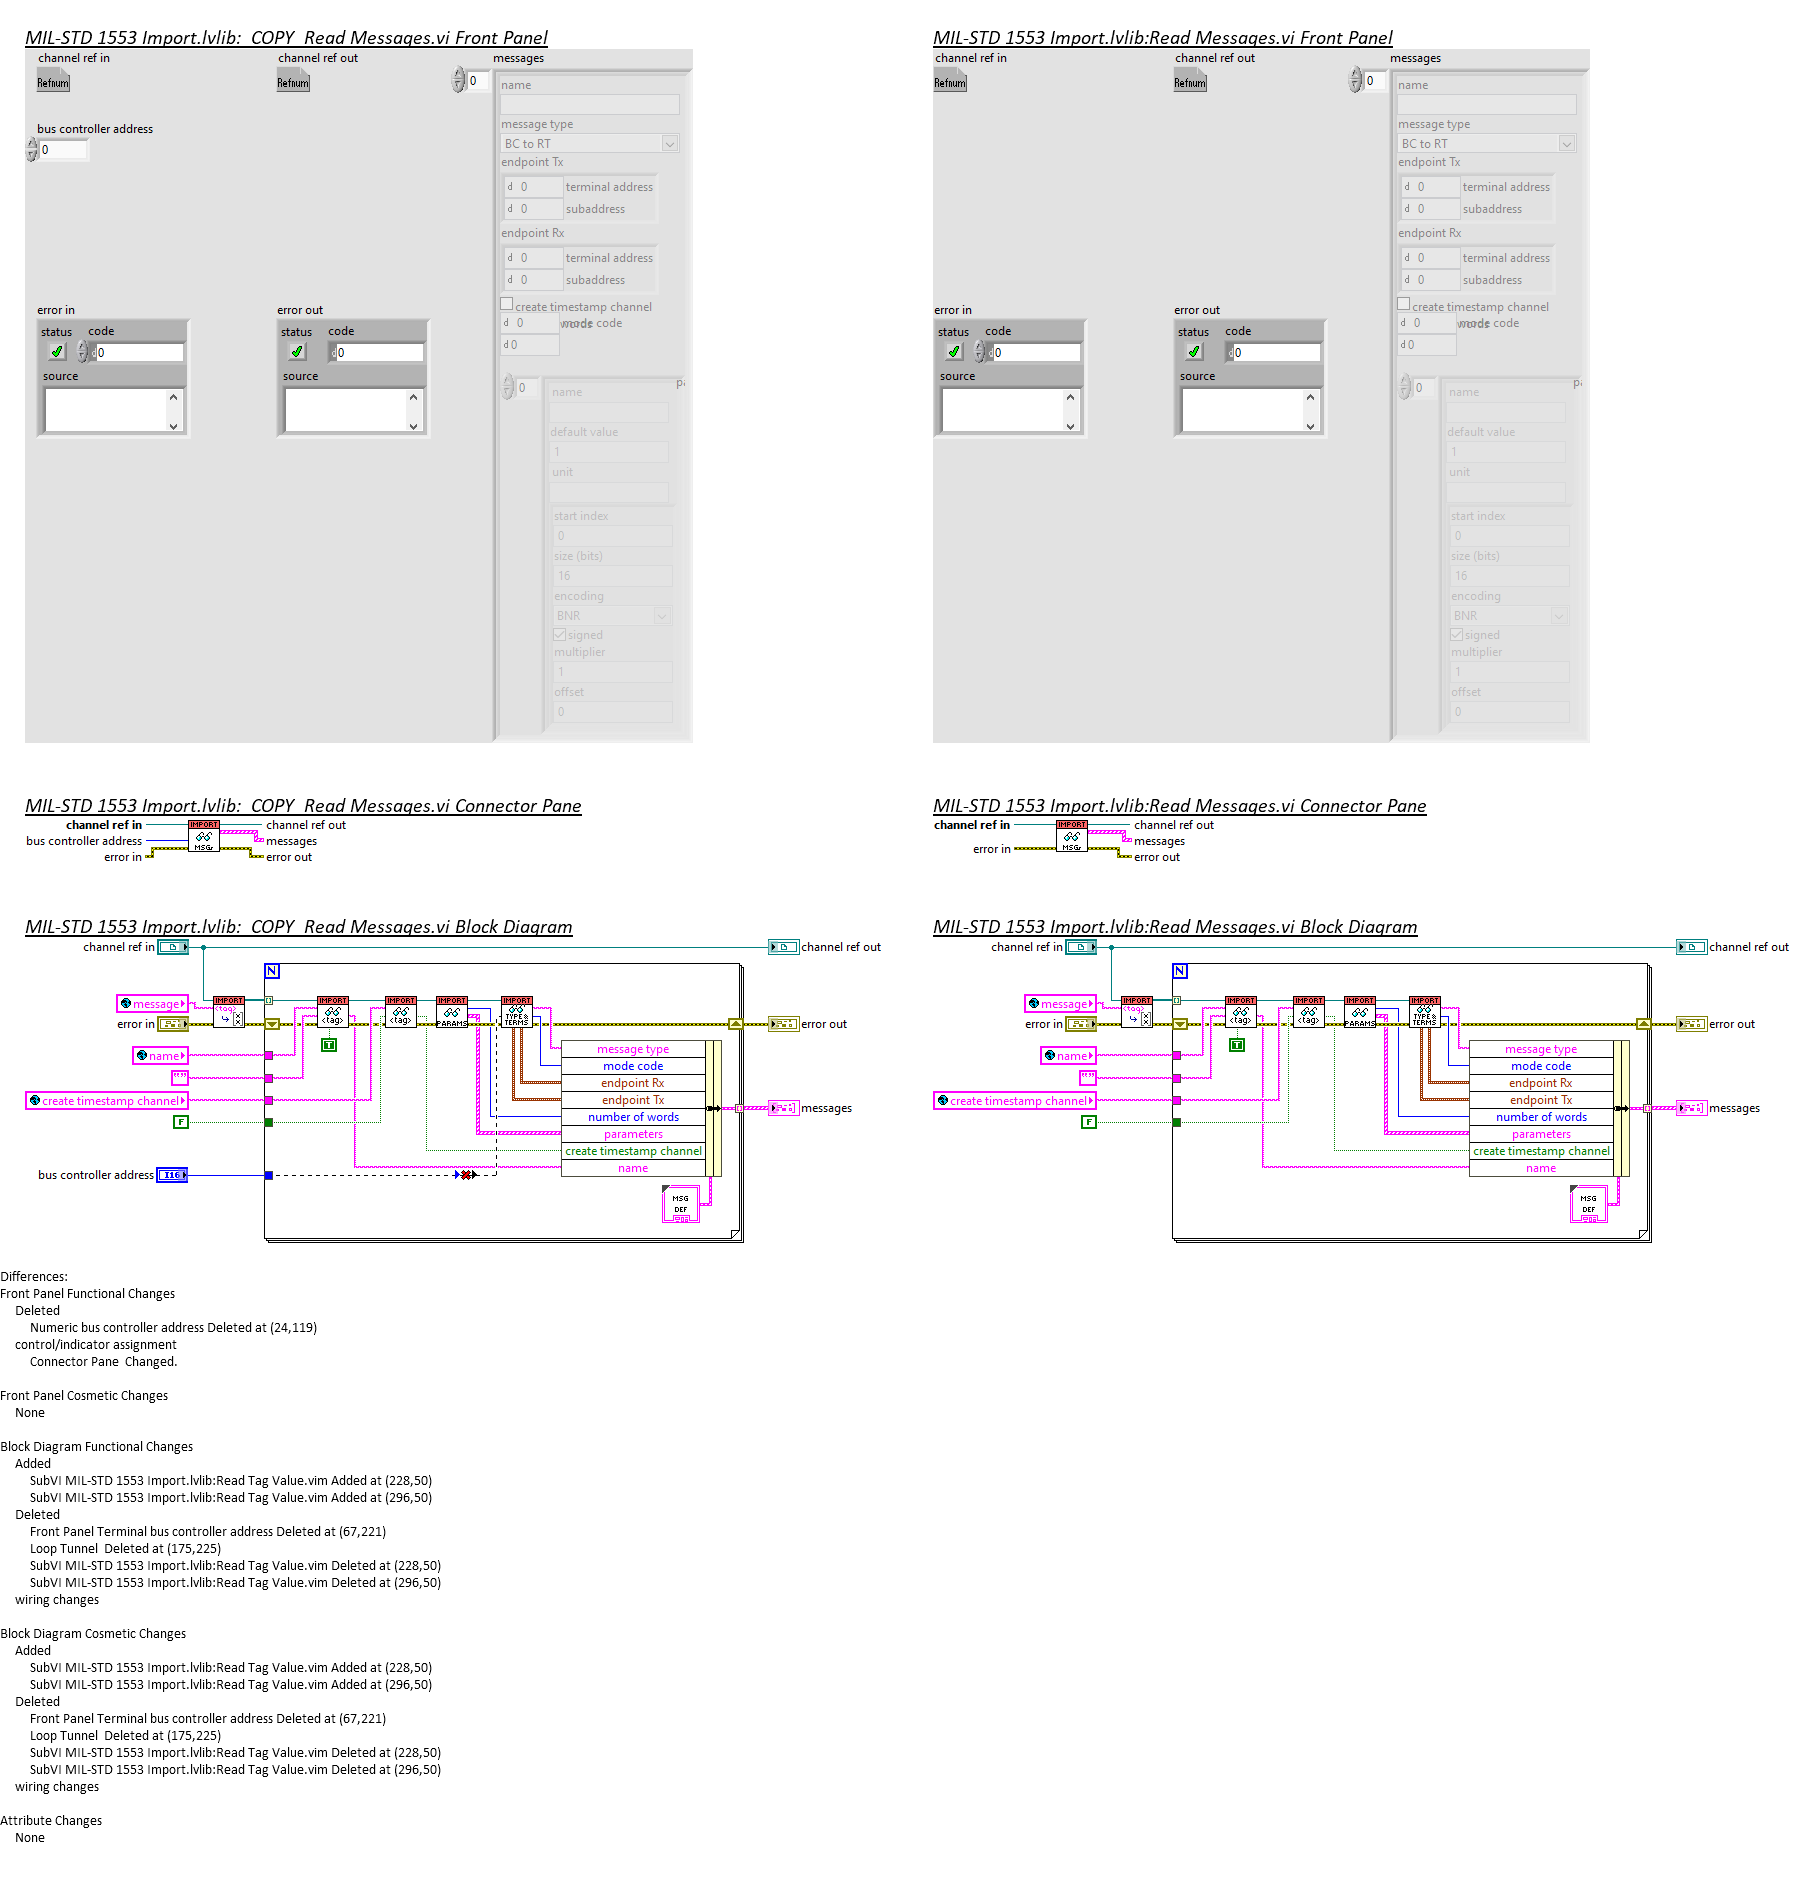 MIL-STD 1553 Import.lvlib:  COPY  Read Messages.vi Front Panel
channel ref in
Refnum
channel ref out
Refnum
messages
0
name
message type
BC to RT
endpoint Tx
d 0 terminal address
d 0 subaddress
endpoint Rx
d 0 terminal address
d 0 subaddress
create timestamp channel
d 0 mode code
d 0
bus controller address
0
error in
status code
d 0
source
error out
status code
d 0
source
0
name
default value
1
unit
start index
0
size (bits)
16
encoding
BNR
signed
multiplier
1
offset
0
MIL-STD 1553 Import.lvlib:Read Messages.vi Front Panel
channel ref in
Refnum
channel ref out
Refnum
messages
0
name
message type
BC to RT
endpoint Tx
d 0 terminal address
d 0 subaddress
endpoint Rx
d 0 terminal address
d 0 subaddress
create timestamp channel
d 0 mode code
d 0
error in
status code
d 0
source
error out
status code
d 0
source
0
name
default value
1
unit
start index
0
size (bits)
16
encoding
BNR
signed
multiplier
1
offset
0
MIL-STD 1553 Import.lvlib:  COPY  Read Messages.vi Connector Pane
channel ref in
bus controller address
error in
IMPORT
MSGs
channel ref out
messages
error out
MIL-STD 1553 Import.lvlib:Read Messages.vi Connector Pane
channel ref in
error in
IMPORT
MSGs
channel ref out
messages
error out
MIL-STD 1553 Import.lvlib:  COPY  Read Messages.vi Block Diagram
channel ref in
channel ref out
N
message
error in
IMPORT
<tag>
IMPORT
<tag>
IMPORT
<tag>
IMPORT
PARAMS
IMPORT
TYPE &
TERMS
error out
T
name
""
create timestamp channel
F
bus controller address
I16
message type
mode code
endpoint Rx
endpoint Tx
number of words
parameters
create timestamp channel
name
messages
MSG
DEF
MIL-STD 1553 Import.lvlib:Read Messages.vi Block Diagram
channel ref in
channel ref out
N
message
error in
IMPORT
<tag>
IMPORT
<tag>
IMPORT
<tag>
IMPORT
PARAMS
IMPORT
TYPE &
TERMS
error out
T
name
""
create timestamp channel
F
message type
mode code
endpoint Rx
endpoint Tx
number of words
parameters
create timestamp channel
name
messages
MSG
DEF
Differences:
Front Panel Functional Changes
Deleted
Numeric bus controller address Deleted at (24,119)
control/indicator assignment
Connector Pane  Changed.
Front Panel Cosmetic Changes
None
Block Diagram Functional Changes
Added
SubVI MIL-STD 1553 Import.lvlib:Read Tag Value.vim Added at (228,50)
SubVI MIL-STD 1553 Import.lvlib:Read Tag Value.vim Added at (296,50)
Deleted
Front Panel Terminal bus controller address Deleted at (67,221)
Loop Tunnel  Deleted at (175,225)
SubVI MIL-STD 1553 Import.lvlib:Read Tag Value.vim Deleted at (228,50)
SubVI MIL-STD 1553 Import.lvlib:Read Tag Value.vim Deleted at (296,50)
wiring changes
Block Diagram Cosmetic Changes
Added
SubVI MIL-STD 1553 Import.lvlib:Read Tag Value.vim Added at (228,50)
SubVI MIL-STD 1553 Import.lvlib:Read Tag Value.vim Added at (296,50)
Deleted
Front Panel Terminal bus controller address Deleted at (67,221)
Loop Tunnel  Deleted at (175,225)
SubVI MIL-STD 1553 Import.lvlib:Read Tag Value.vim Deleted at (228,50)
SubVI MIL-STD 1553 Import.lvlib:Read Tag Value.vim Deleted at (296,50)
wiring changes
Attribute Changes
None